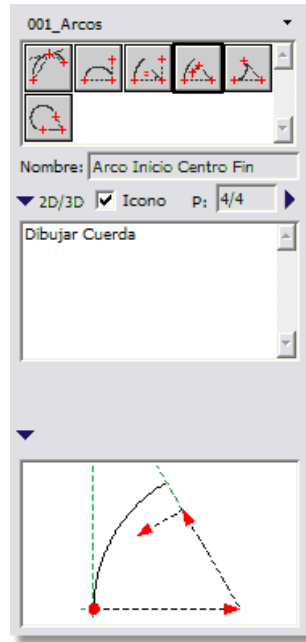 001_Arcos
Nombre: Arco Inicio Centro Fin
2D/3D Icono P: 4/4
Dibujar Cuerda